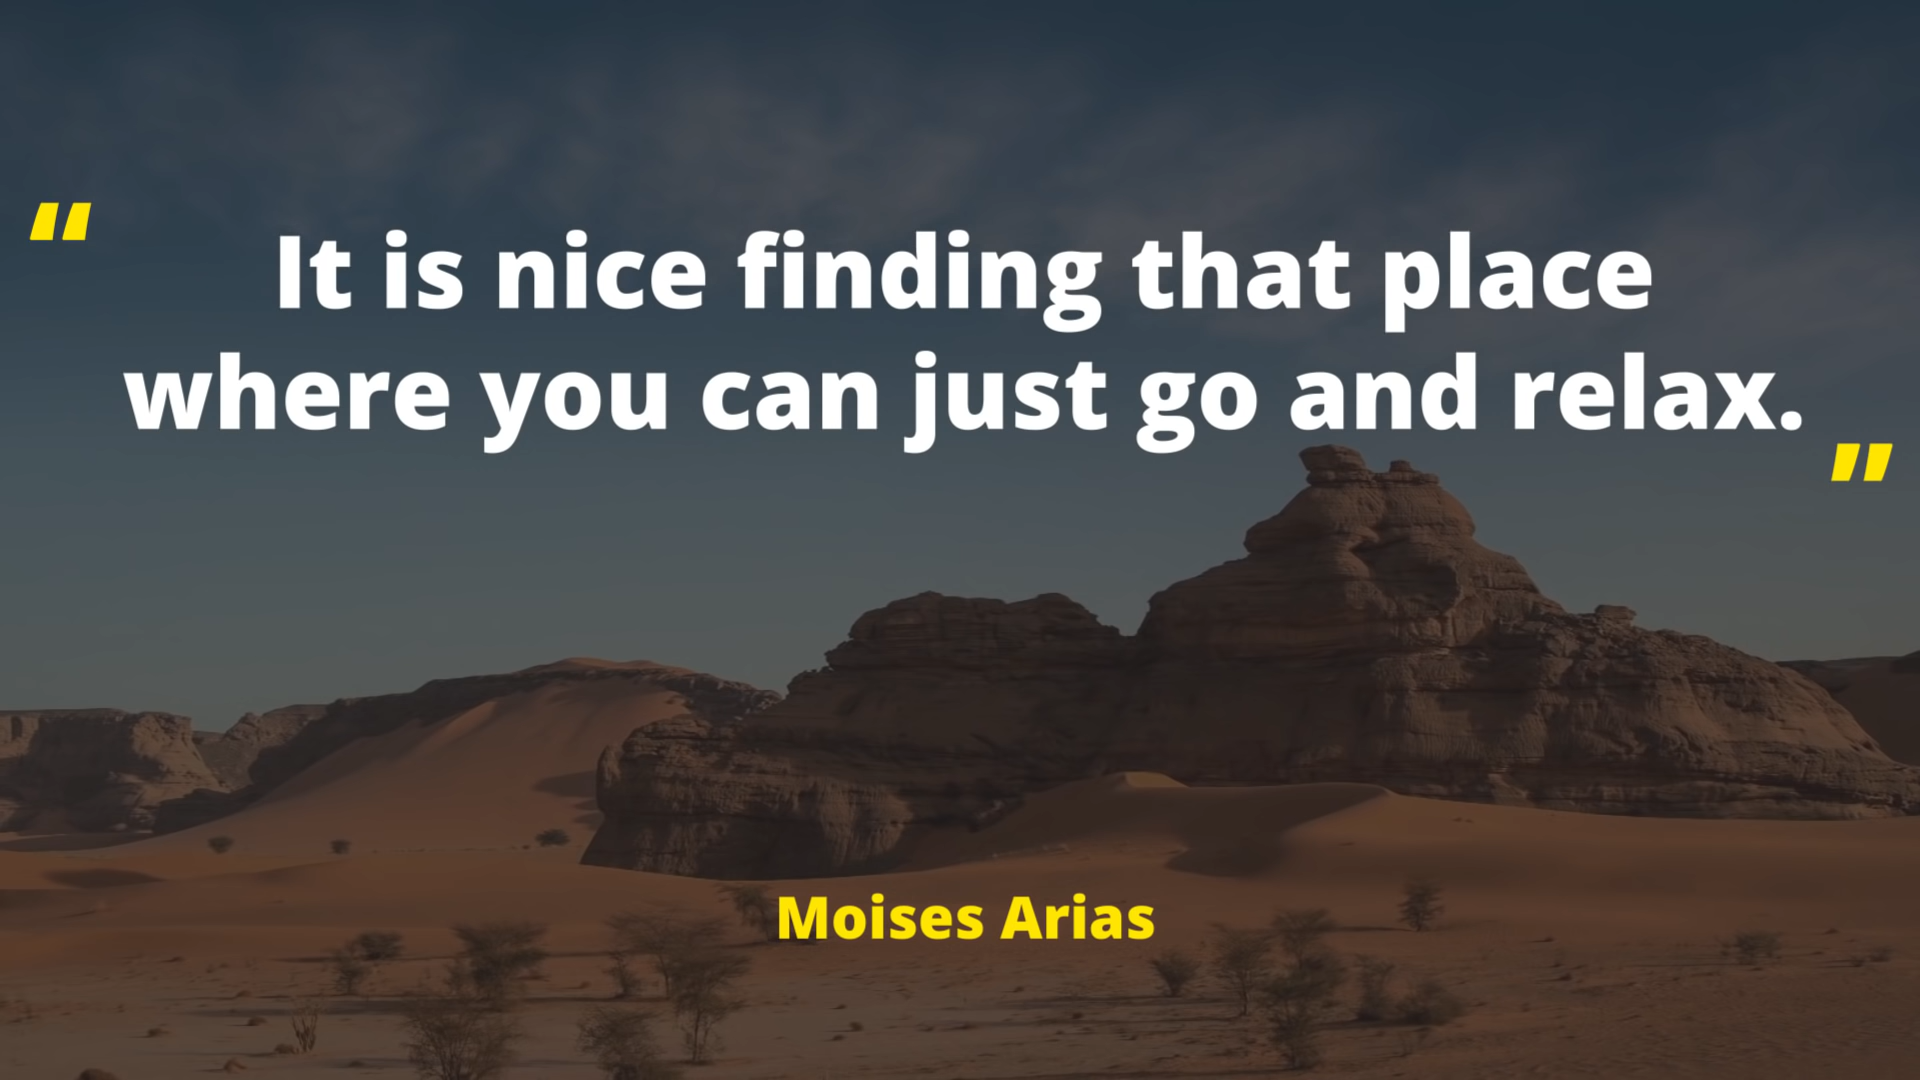 “
It is nice finding that place
where you can just go and relax.
”
Moises Arias